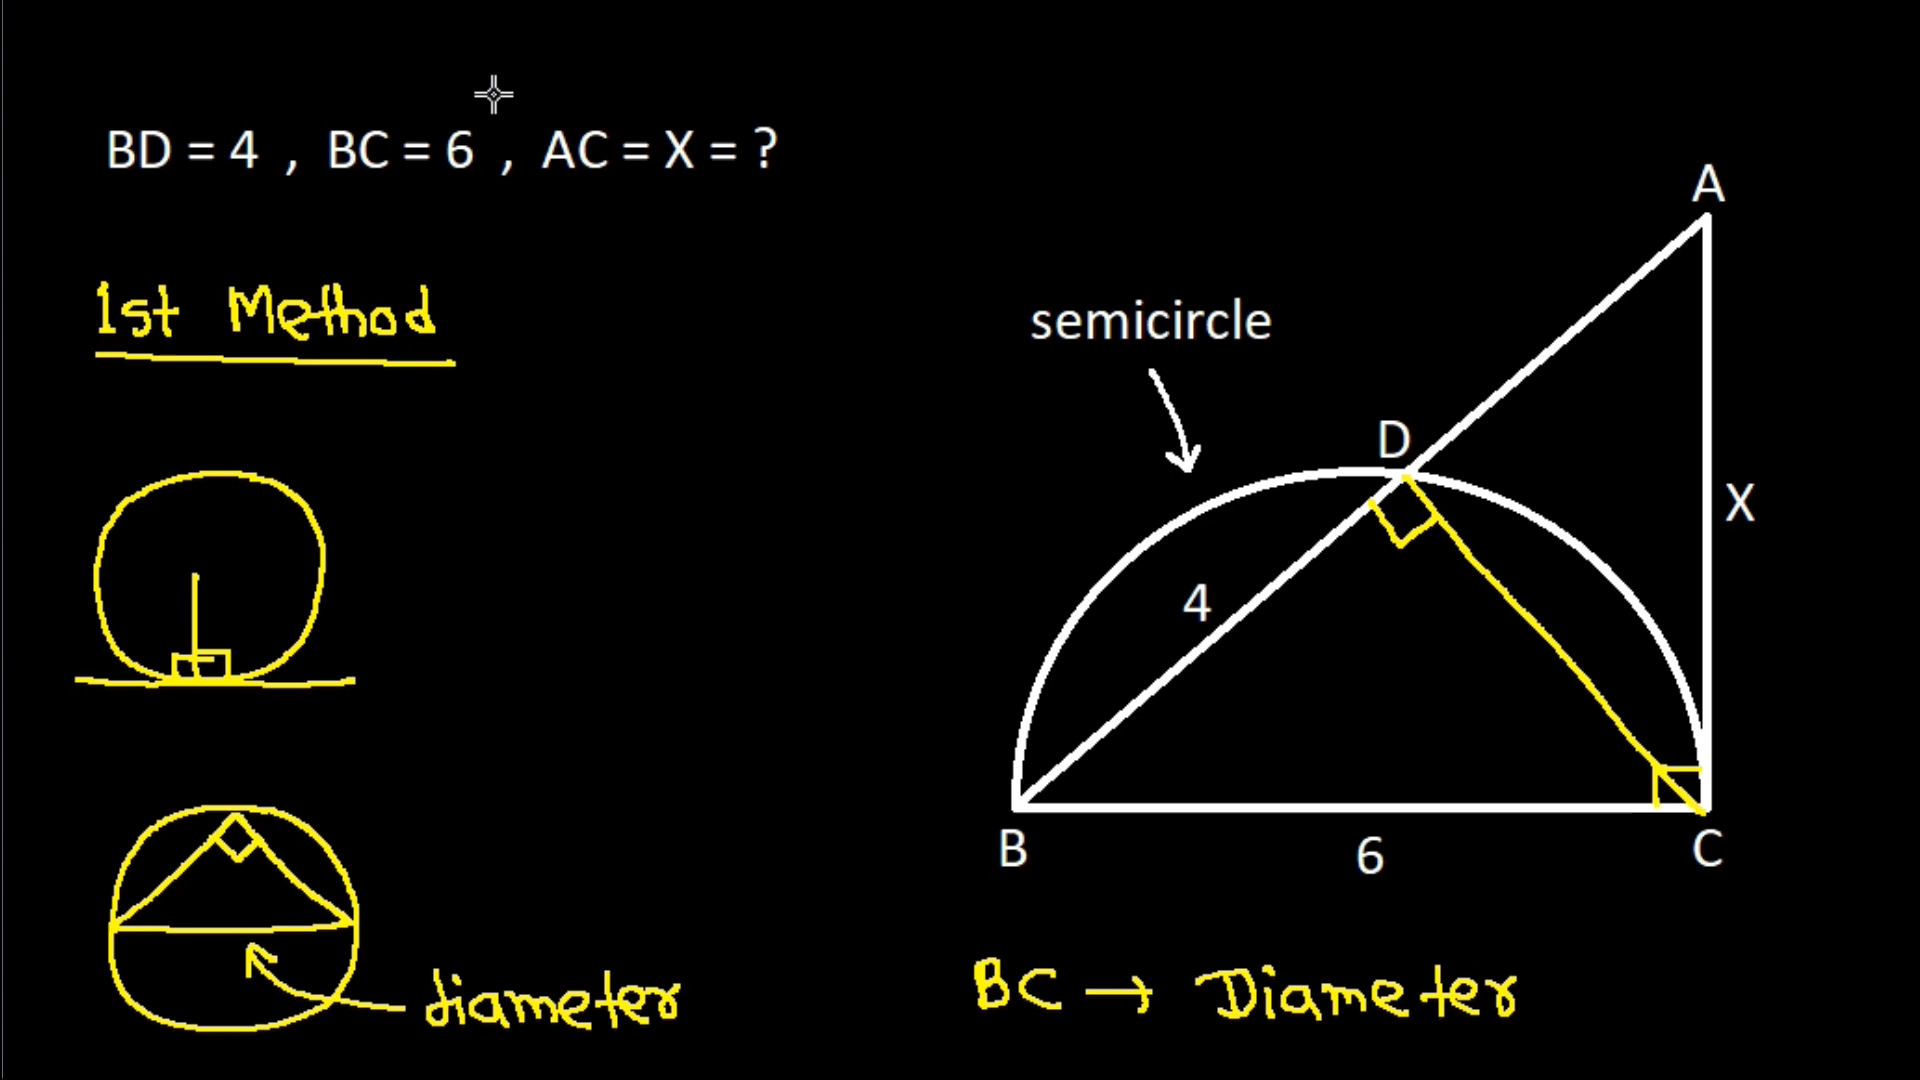 BD = 4 , BC = 6 , AC = X = ?
1st Method
A
semicircle
D
X
4
B
6
C
diameter
BC → Diameter